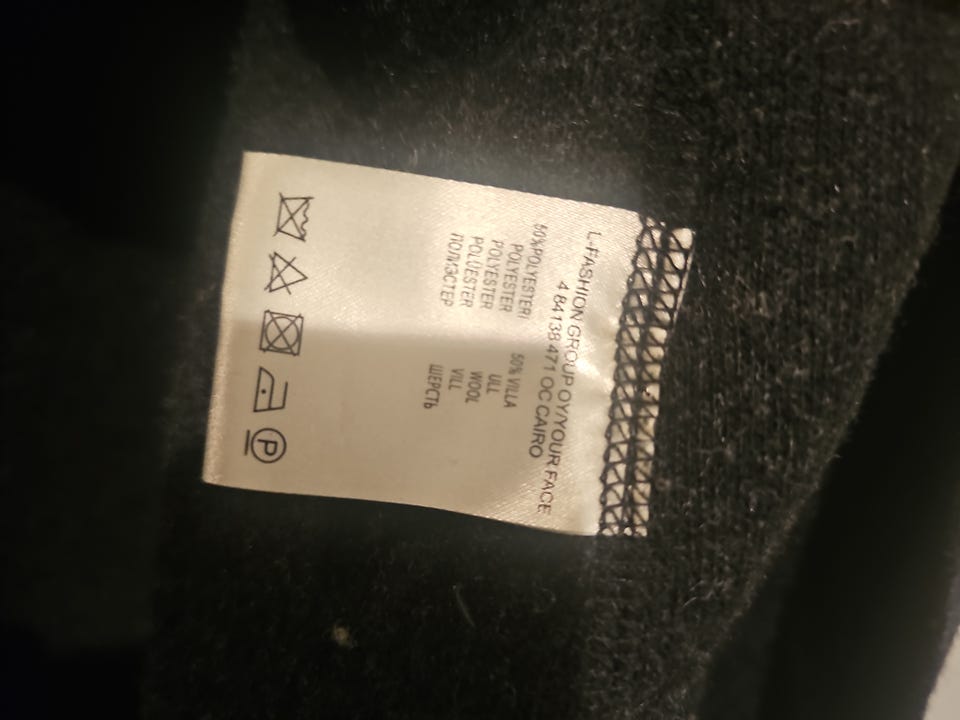 L-FASHION GROUP OY/YOUR FACE
4 84138 471 OC CAIRO
50%POLYESTERI 50% VILLA
POLYESTER ULL
POLYESTER WOOL
POLÜESTER VILL
ПОЛИЭСТЕР ШЕРСТЬ
P